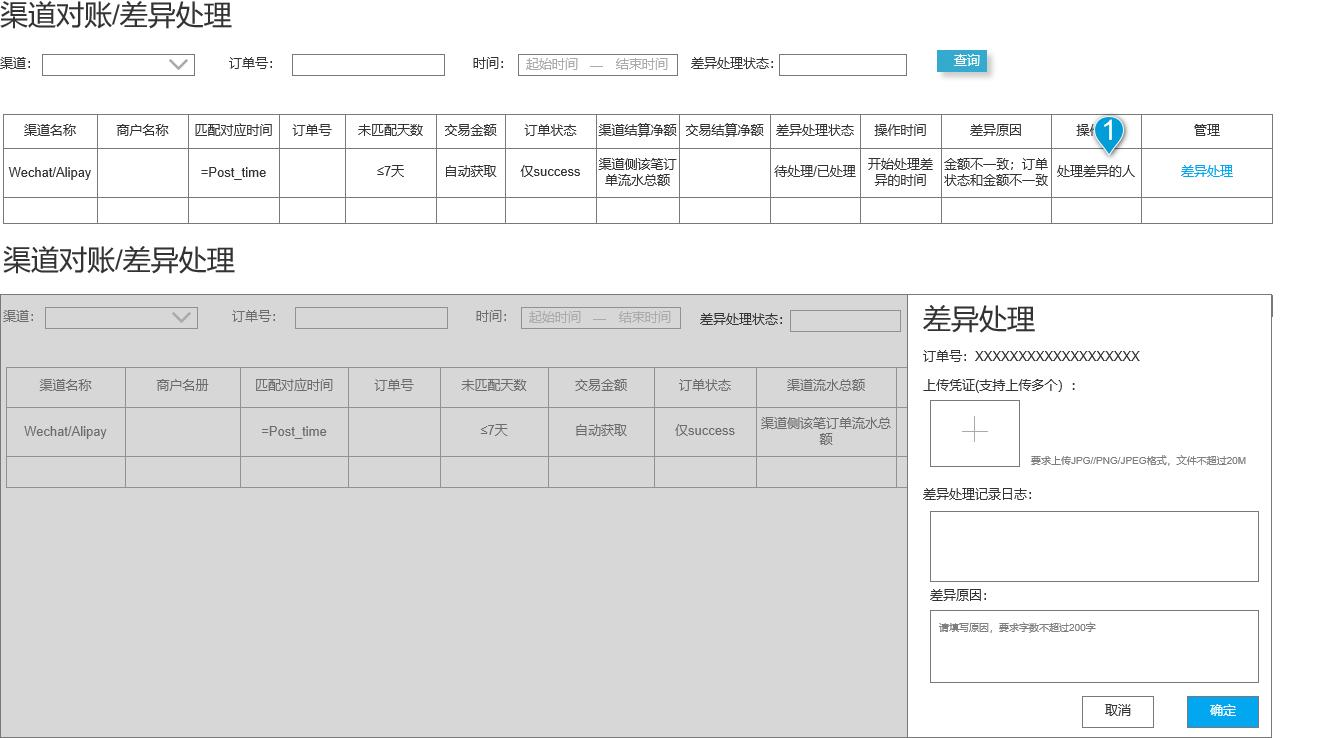 渠道对账/差异处理
渠道: 订单号: 时间: 起始时间 — 结束时间 差异处理状态: 查询
渠道名称 商户名称 匹配对应时间 订单号 未匹配天数 交易金额 订单状态 渠道结算净额 交易结算净额 差异处理状态 操作时间 差异原因 操 1 管理
Wechat/Alipay =Post_time ≤7天 自动获取 仅success 渠道侧该笔订 待处理/已处理 开始处理差 金额不一致; 订单 处理差异的人 差异处理
单流水总额 异的时间 状态和金额不一致
渠道对账/差异处理
渠道: 订单号: 时间: 起始时间 — 结束时间 差异处理状态:
渠道名称 商户名册 匹配对应时间 订单号 未匹配天数 交易金额 订单状态 渠道流水总额
Wechat/Alipay =Post_time ≤7天 自动获取 仅success 渠道侧该笔订单流水总
额
差异处理
订单号: XXXXXXXXXXXXXXXXXXX
上传凭证(支持上传多个) :
要求上传JPG//PNG/JPEG格式, 文件不超过20M
差异处理记录日志:
差异原因:
请填写原因, 要求字数不超过200字
取消 确定